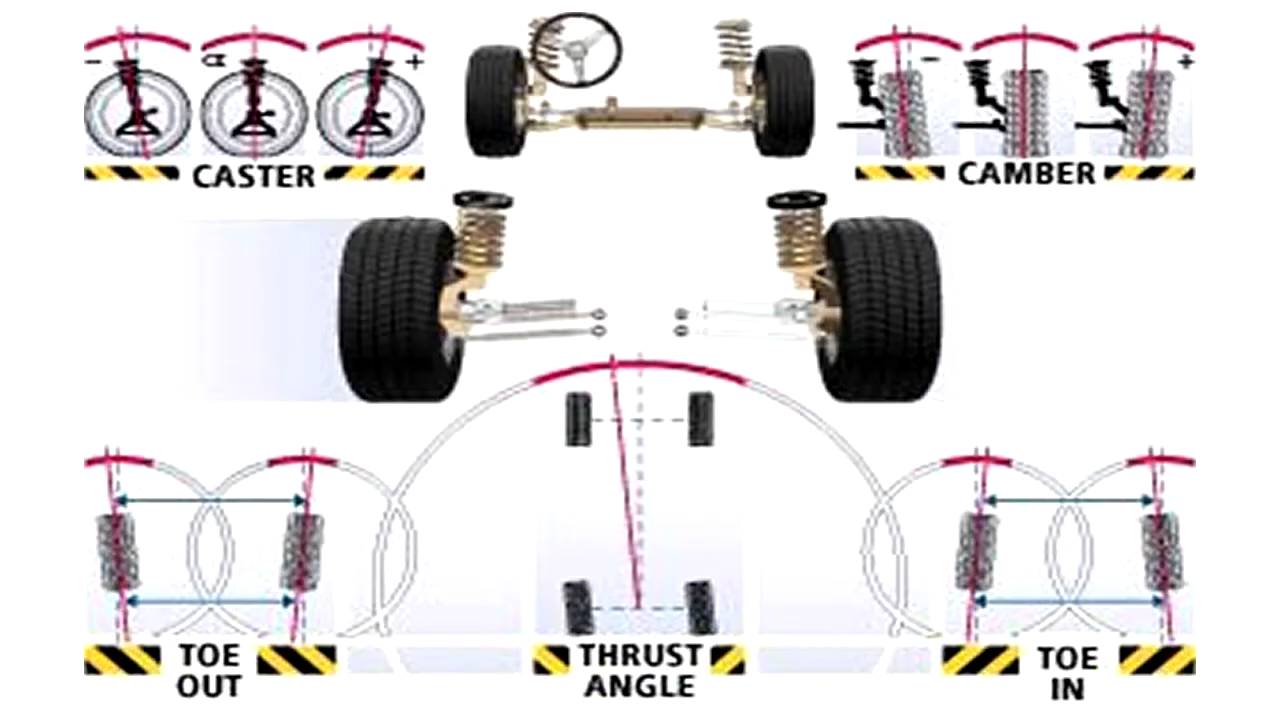 - +
CASTER
- +
CAMBER
TOE
OUT
THRUST
ANGLE
TOE
IN